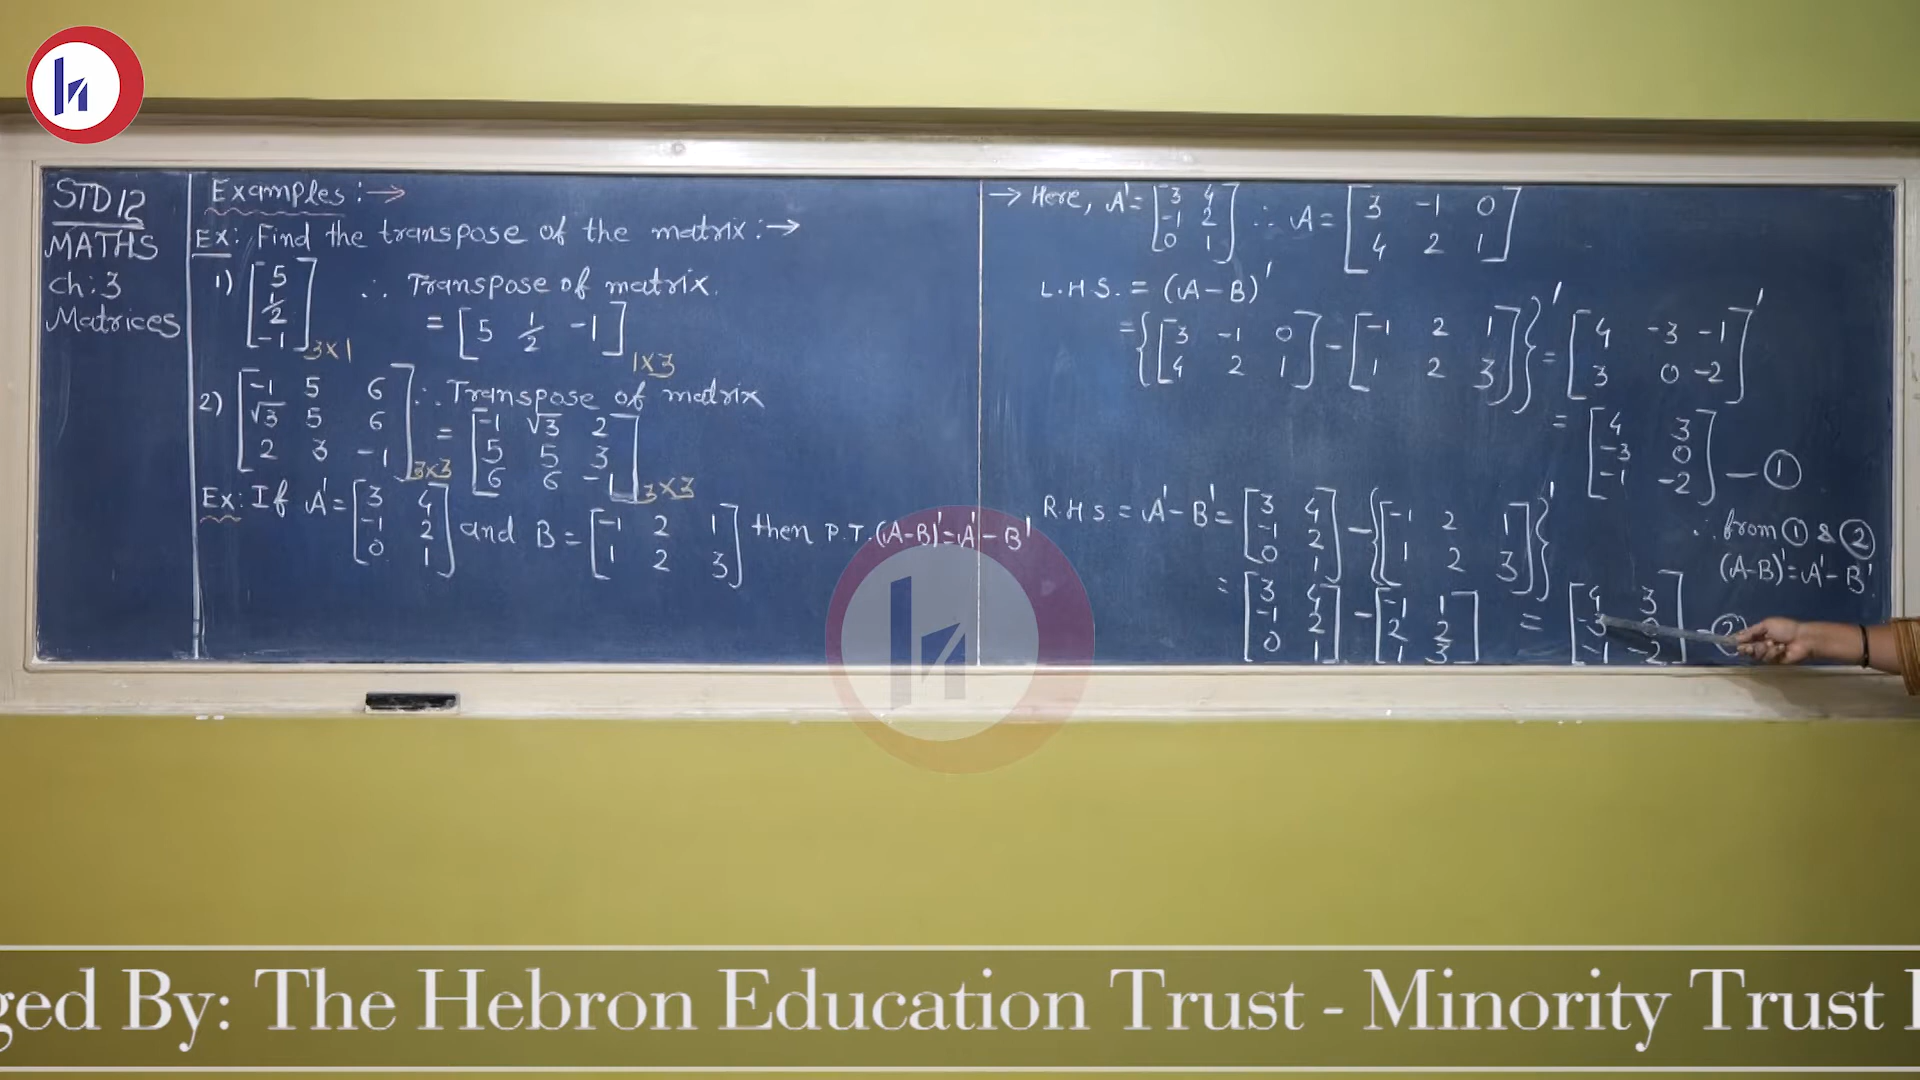 STD 12
MATHS
ch: 3
Matrices
Examples :→
Ex: Find the transpose of the matrix :→
1) [5 1/2 -1] 3×1 ∴ Transpose of matrix.
= [5 1/2 -1] 1×3
2) [-1 5 6
√3 5 6
2 3 -1] 3×3 ∴ Transpose of matrix
= [-1 √3 2
5 5 3
6 6 -1] 3×3
Ex: If A' = [3 4
-1 2
0 1] and B = [-1 2 1
1 2 3] then P.T. (A-B)' = A' - B'
→ Here, A' = [3 4
-1 2
0 1] ∴ A = [3 -1 0
4 2 1]
L.H.S. = (A - B)'
= {[3 -1 0
4 2 1] - [-1 2 1
1 2 3]}' = [4 -3 -1
3 0 -2]'
= [4 3
-3 0
-1 -2] — ①
R.H.S. = A' - B' = [3 4
-1 2
0 1] - {[-1 2 1
1 2 3]}'
= [3 4
-1 2
0 1] - [-1 1
2 2
1 3] = [4 3
-3 0
-1 -2] - ②
∴ from ① & ②
(A-B)' = A' - B'.
ged By: The Hebron Education Trust - Minority Trust